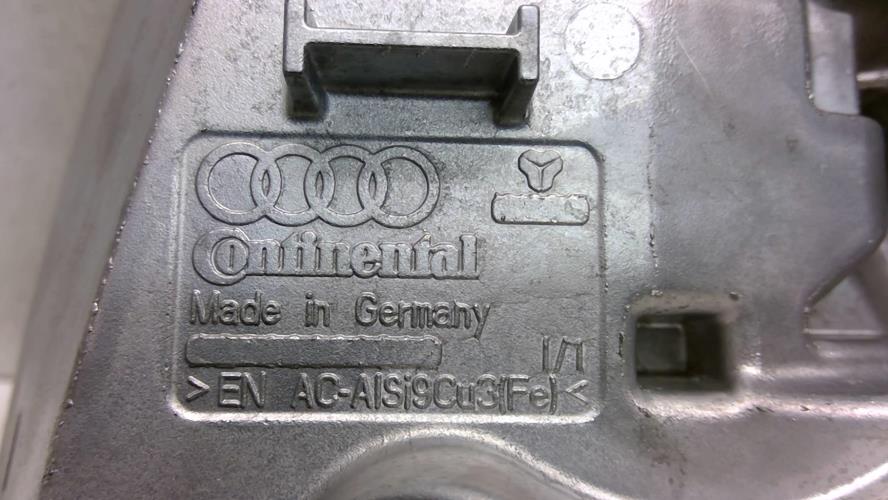 Continental
Made in Germany
1/1
>EN AC-AlSi9Cu3(Fe)<